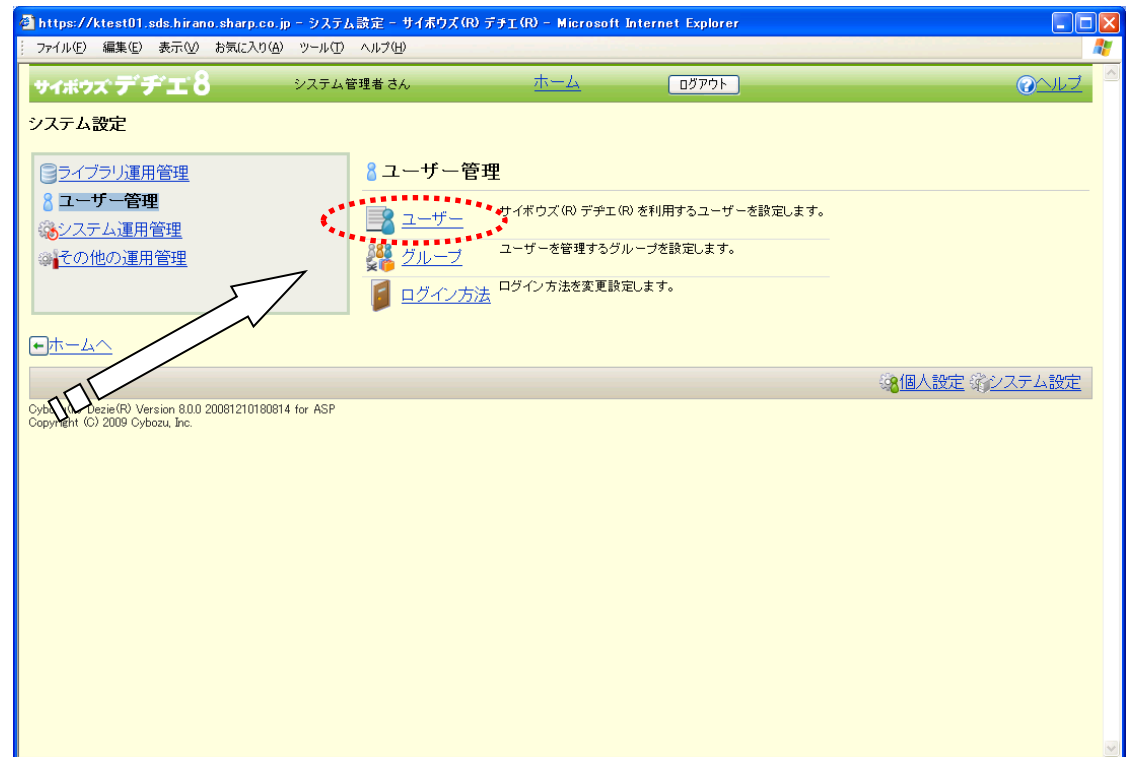 https://ktest01.sds.hirano.sharp.co.jp - システム設定 - サイボウズ(R) デヂエ(R) - Microsoft Internet Explorer
ファイル(F) 編集(E) 表示(V) お気に入り(A) ツール(T) ヘルプ(H)
サイボウズ デヂエ 8 システム管理者 さん ホーム ログアウト ?ヘルプ
システム設定
ライブラリ運用管理
ユーザー管理
システム運用管理
その他の運用管理
ユーザー管理
ユーザー サイボウズ(R) デヂエ(R) を利用するユーザーを設定します。
グループ ユーザーを管理するグループを設定します。
ログイン方法 ログイン方法を変更設定します。
ホームへ
個人設定 システム設定
Dezie(R) Version 8.0.0 20081210180814 for ASP
Copyright (C) 2009 Cybozu, Inc.